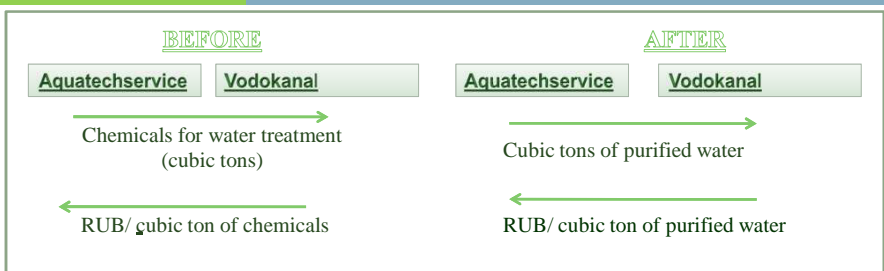 BEFORE
AFTER
Aquatechservice
Vodokanal
Aquatechservice
Vodokanal
Chemicals for water treatment
(cubic tons)
Cubic tons of purified water
RUB/ cubic ton of chemicals
RUB/ cubic ton of purified water